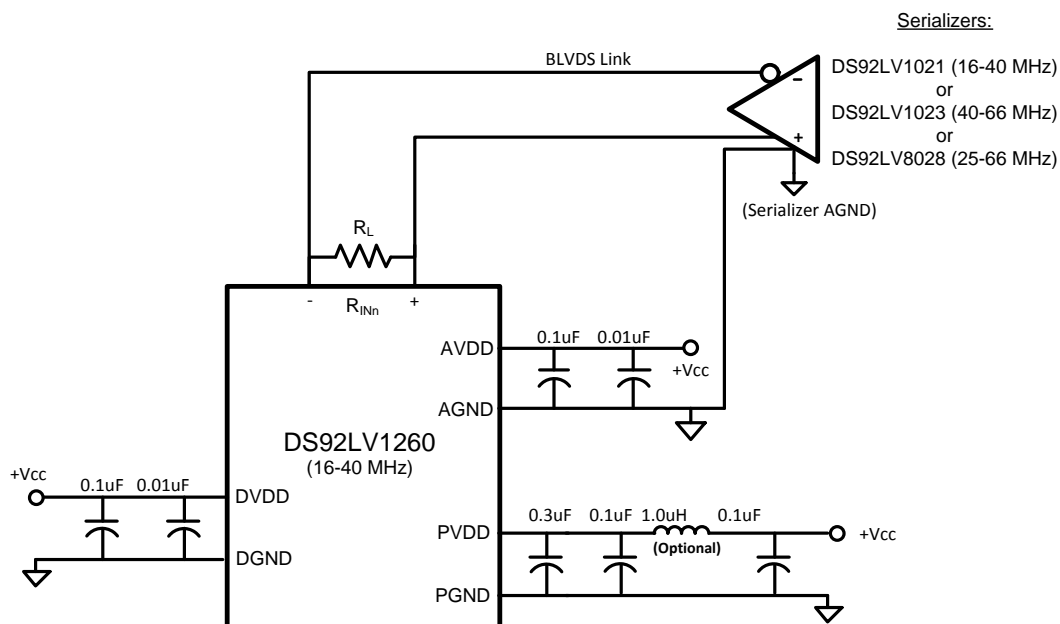 Serializers:
BLVDS Link
−
DS92LV1021 (16-40 MHz)
or
DS92LV1023 (40-66 MHz)
or
DS92LV8028 (25-66 MHz)
+
(Serializer AGND)
RL
- RINn +
AVDD 0.1uF 0.01uF
+Vcc
AGND
DS92LV1260
(16-40 MHz)
+Vcc 0.1uF 0.01uF DVDD
DGND
PVDD 0.3uF 0.1uF 1.0uH 0.1uF +Vcc
(Optional)
PGND